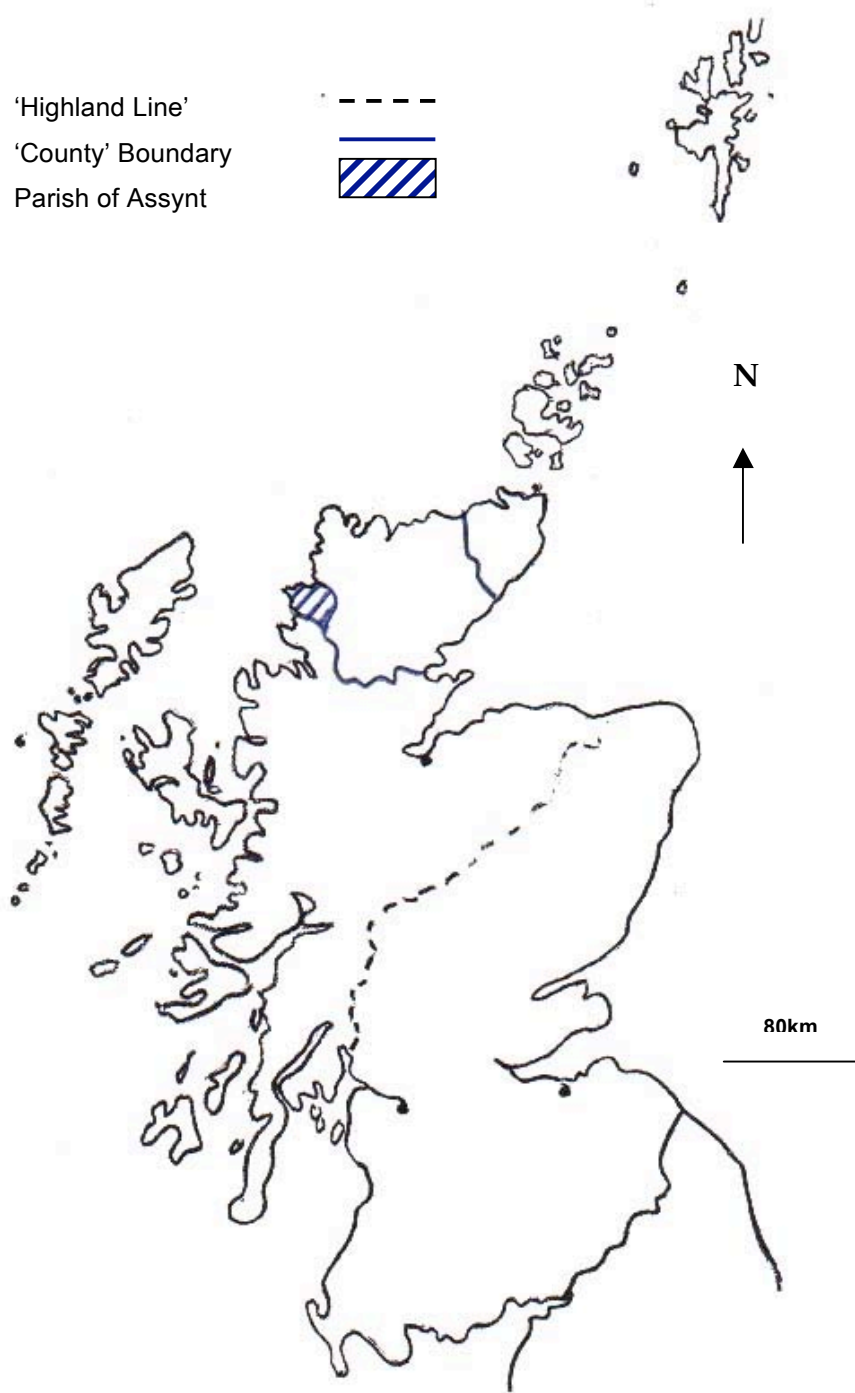 ‘Highland Line’
‘County’ Boundary
Parish of Assynt
N
80km